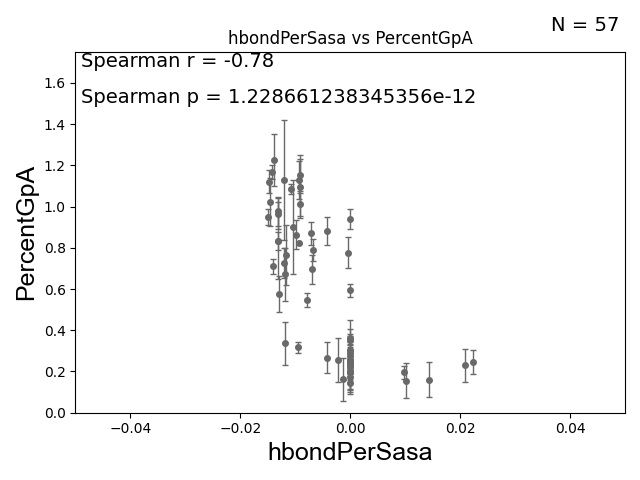 N = 57
hbondPerSasa vs PercentGpA
Spearman r = -0.78
Spearman p = 1.228661238345356e-12
PercentGpA
1.6
1.4
1.2
1.0
0.8
0.6
0.4
0.2
0.0
−0.04 −0.02 0.00 0.02 0.04
hbondPerSasa